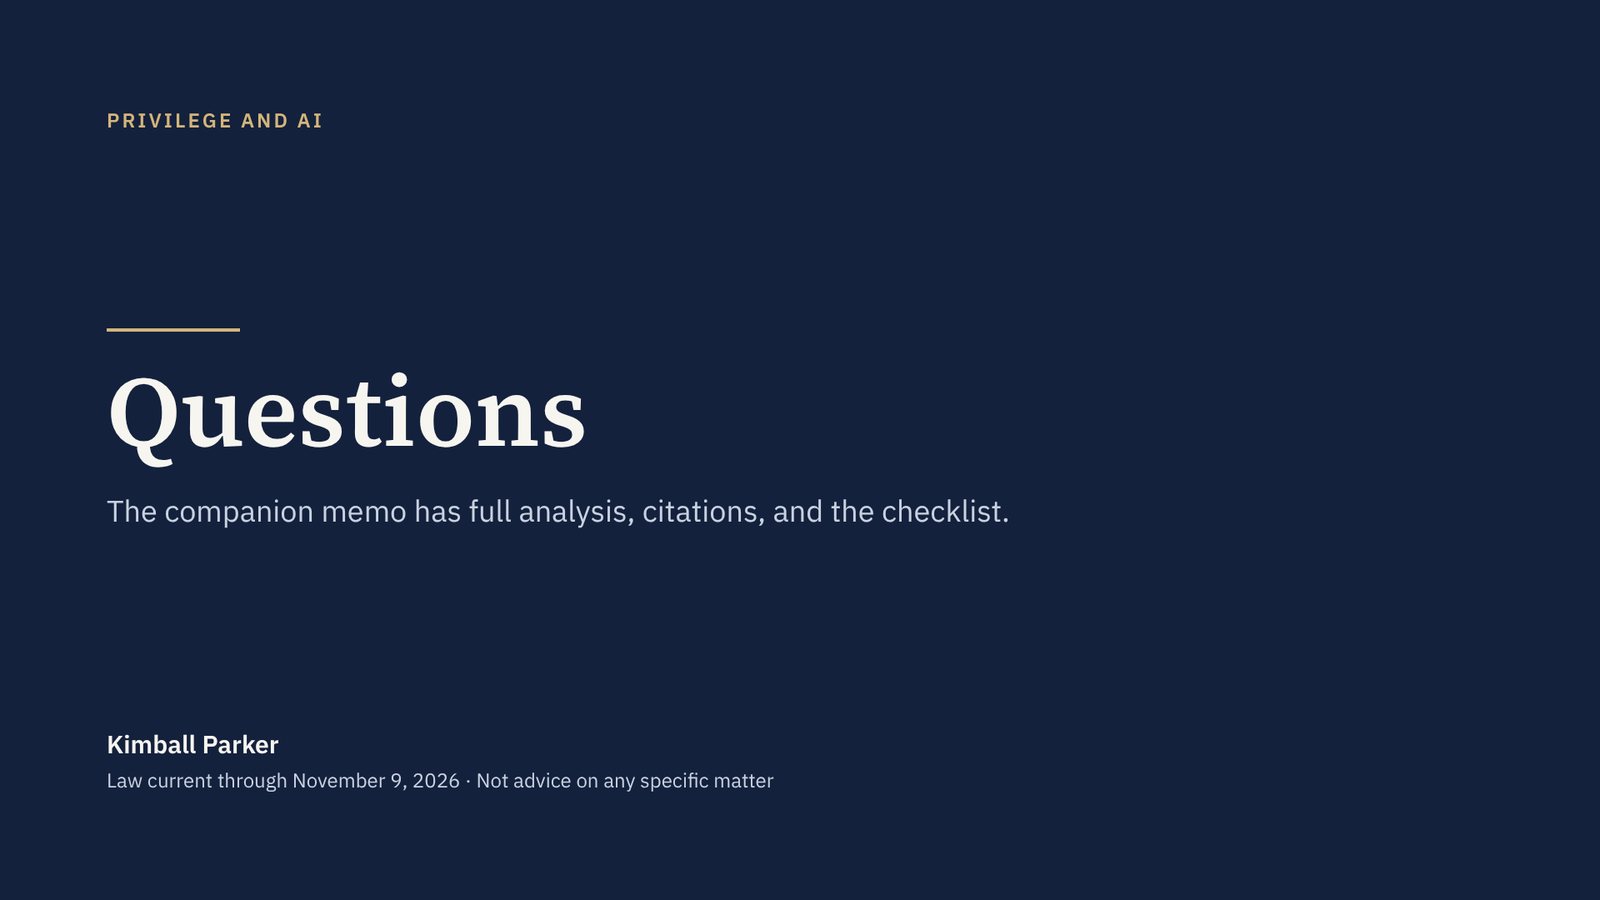 PRIVILEGE AND AI
Questions
The companion memo has full analysis, citations, and the checklist.
Kimball Parker
Law current through November 9, 2026 · Not advice on any specific matter